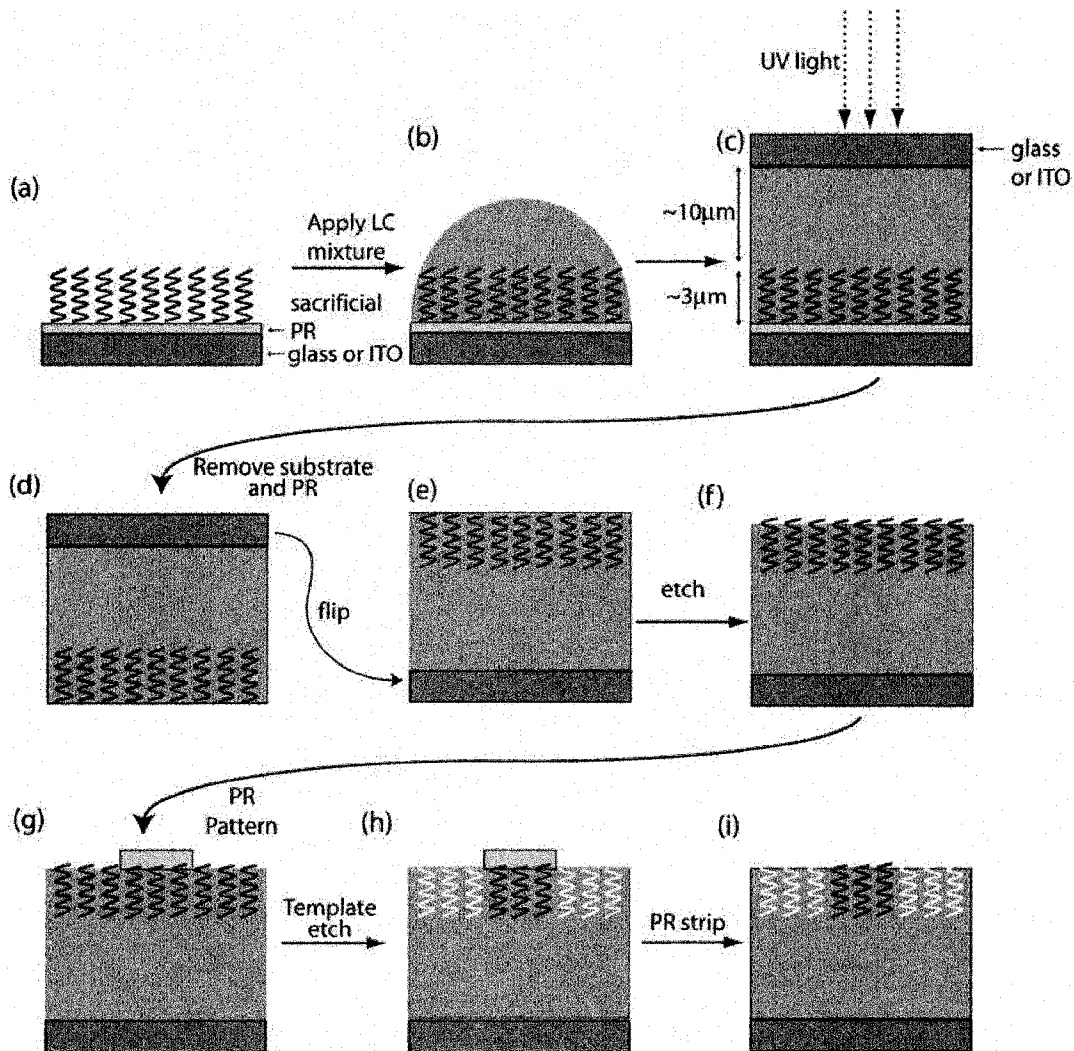 UV light
(b)
(c)
glass
or ITO
(a)
~10μm
Apply LC
mixture
~3μm
sacrificial
PR
glass or ITO
Remove substrate
and PR
(d)
(e)
(f)
flip
etch
(g)
PR
Pattern
(h)
(i)
Template
etch
PR strip